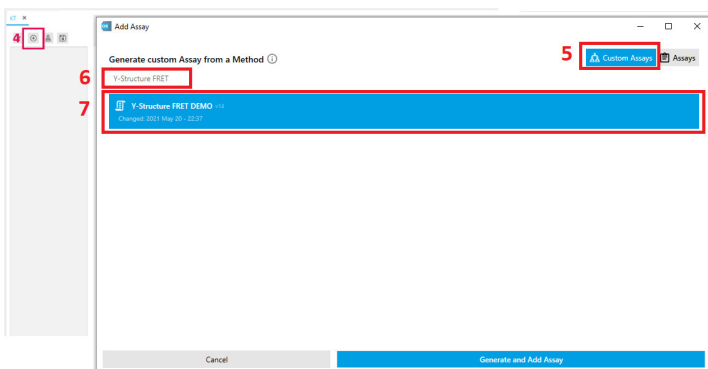 Add Assay
4
Generate custom Assay from a Method
5
Custom Assays
Assays
6
Y-Structure FRET
7
Y-Structure FRET DEMO
Changed: 2021 May 20 - 22:37
Cancel
Generate and Add Assay